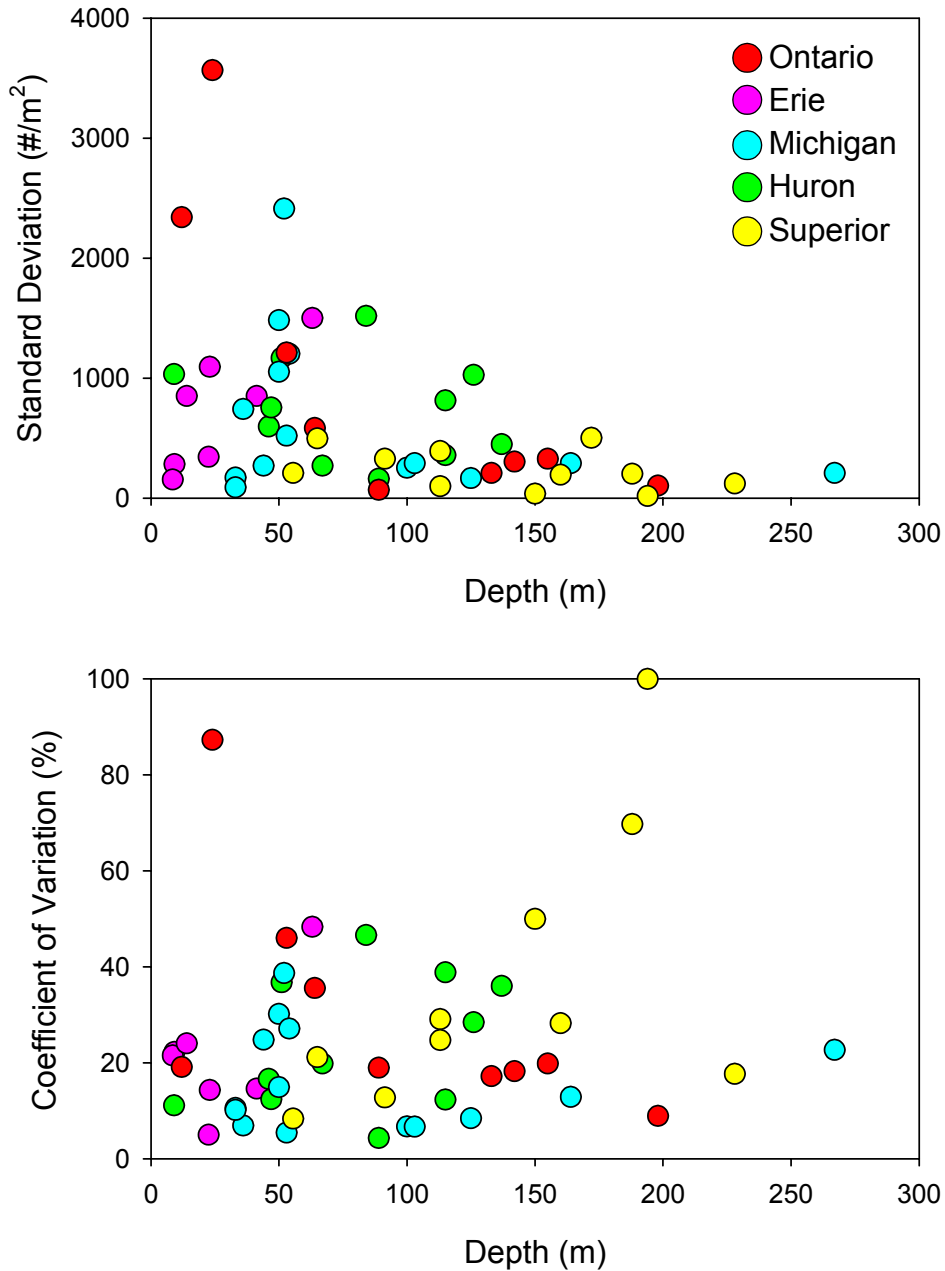 4000
3000
2000
1000
0
Standard Deviation (#/m²)
Ontario
Erie
Michigan
Huron
Superior
0 50 100 150 200 250 300
Depth (m)
100
80
60
40
20
0
Coefficient of Variation (%)
0 50 100 150 200 250 300
Depth (m)